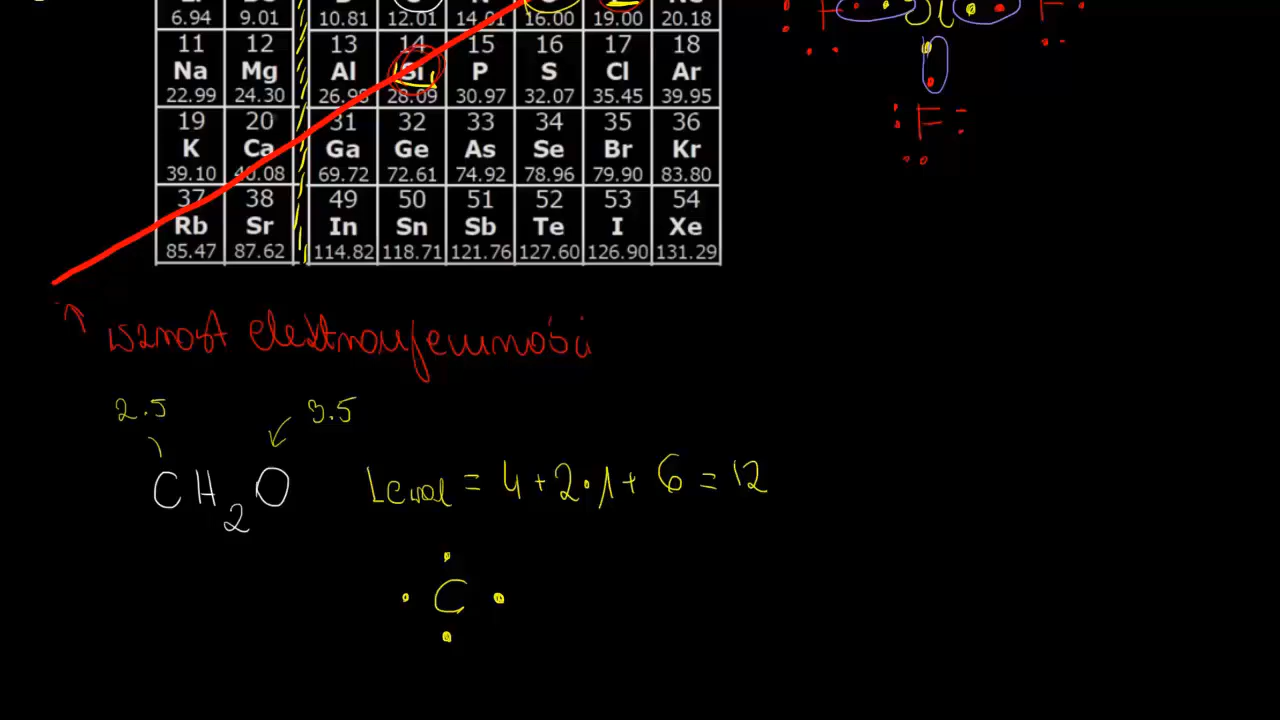 6.94 9.01 10.81 12.01 14.01 16.00 19.00 20.18
11 12 13 14 15 16 17 18
Na Mg Al Si P S Cl Ar
22.99 24.30 26.98 28.09 30.97 32.07 35.45 39.95
19 20 31 32 33 34 35 36
K Ca Ga Ge As Se Br Kr
39.10 40.08 69.72 72.61 74.92 78.96 79.90 83.80
37 38 49 50 51 52 53 54
Rb Sr In Sn Sb Te I Xe
85.47 87.62 114.82 118.71 121.76 127.60 126.90 131.29
F Si F
F
wzrost elektroujemności
2.5 3.5
CH2O Lewal = 4+2·1+6=12
C